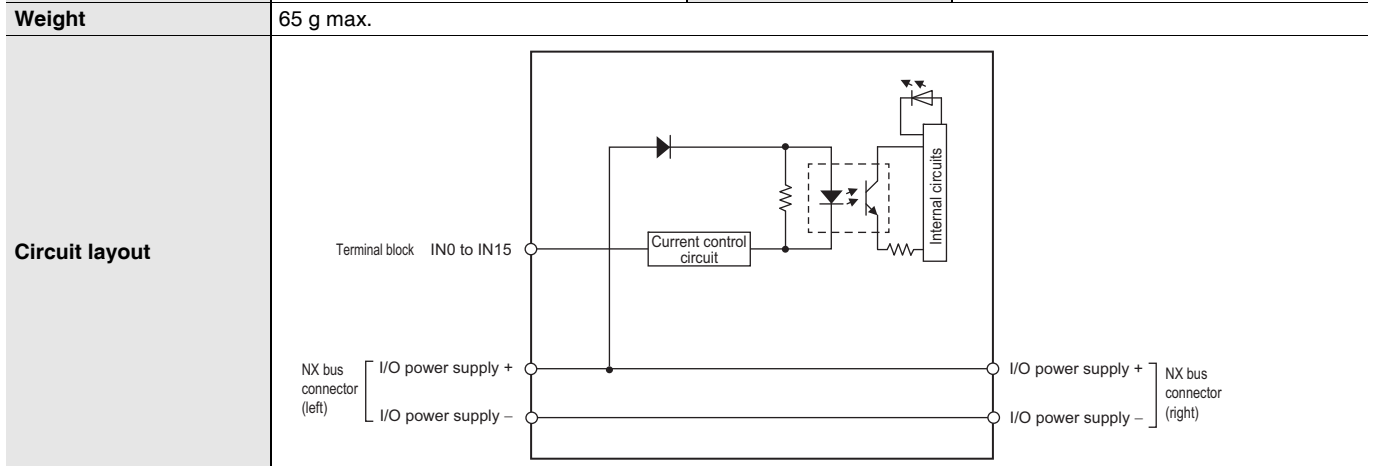 Weight
65 g max.
Circuit layout
Internal circuits
Terminal block IN0 to IN15
Current control
circuit
NX bus
connector
(left)
I/O power supply +
I/O power supply –
I/O power supply +
I/O power supply –
NX bus
connector
(right)